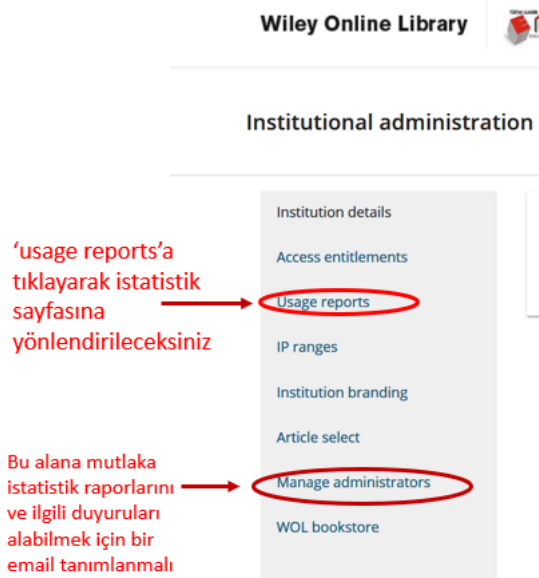 Wiley Online Library
Institutional administration
Institution details
Access entitlements
Usage reports
IP ranges
Institution branding
Article select
Manage administrators
WOL bookstore
'usage reports'a
tıklayarak istatistik
sayfasına
yönlendirileceksiniz
Bu alana mutlaka
istatistik raporlarını
ve ilgili duyuruları
alabilmek için bir
email tanımlanmalı